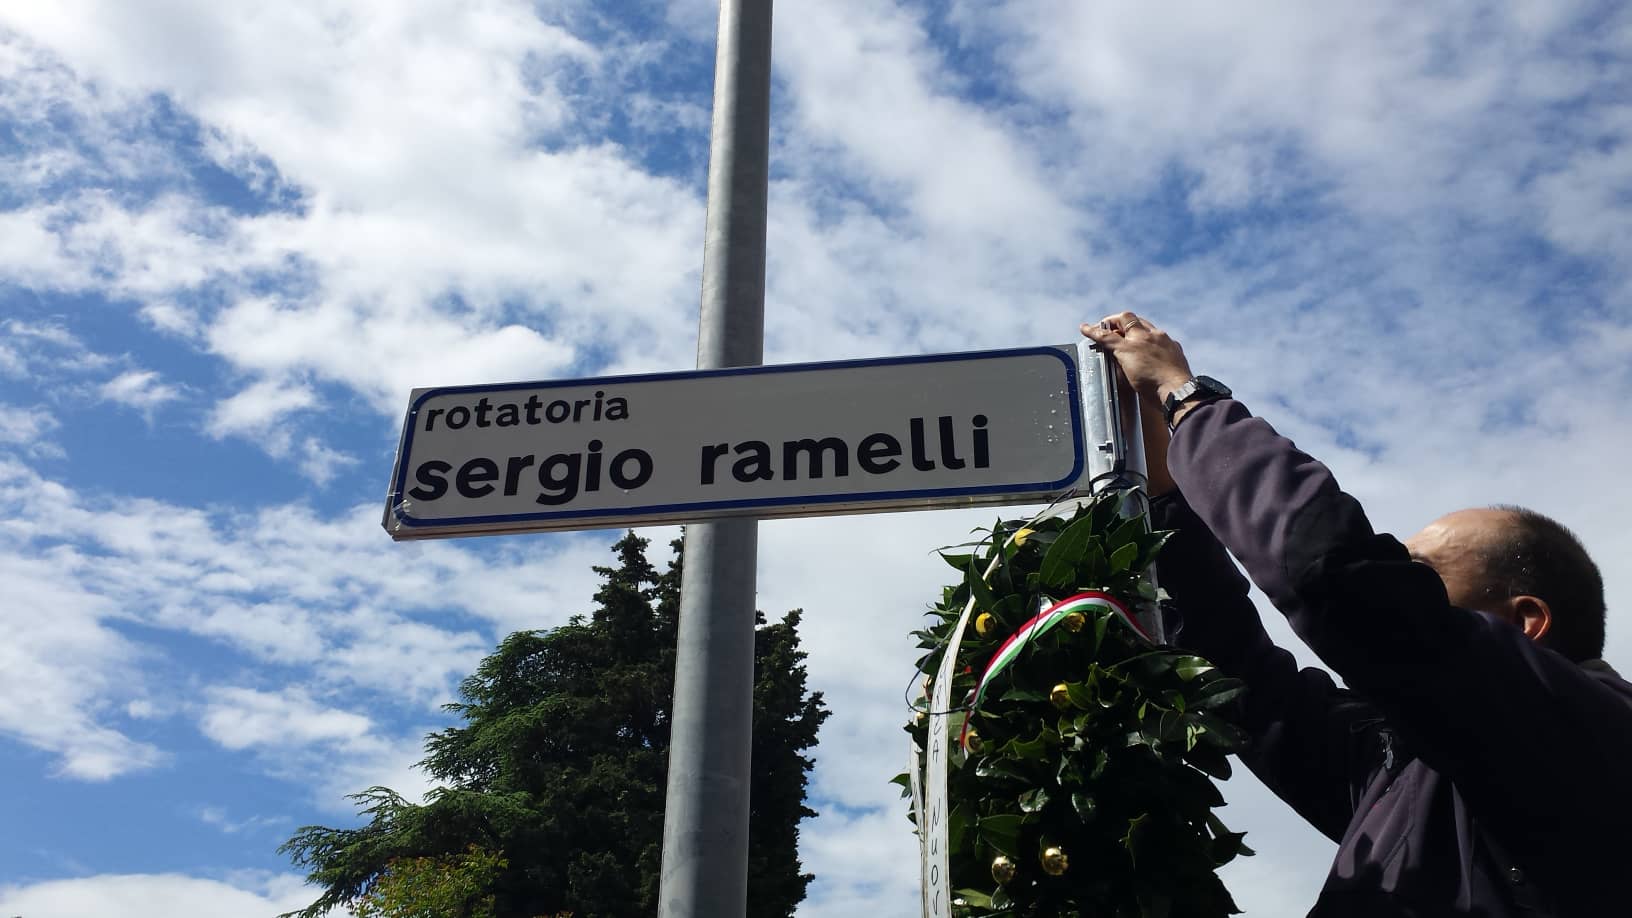 rotatoria
sergio ramelli